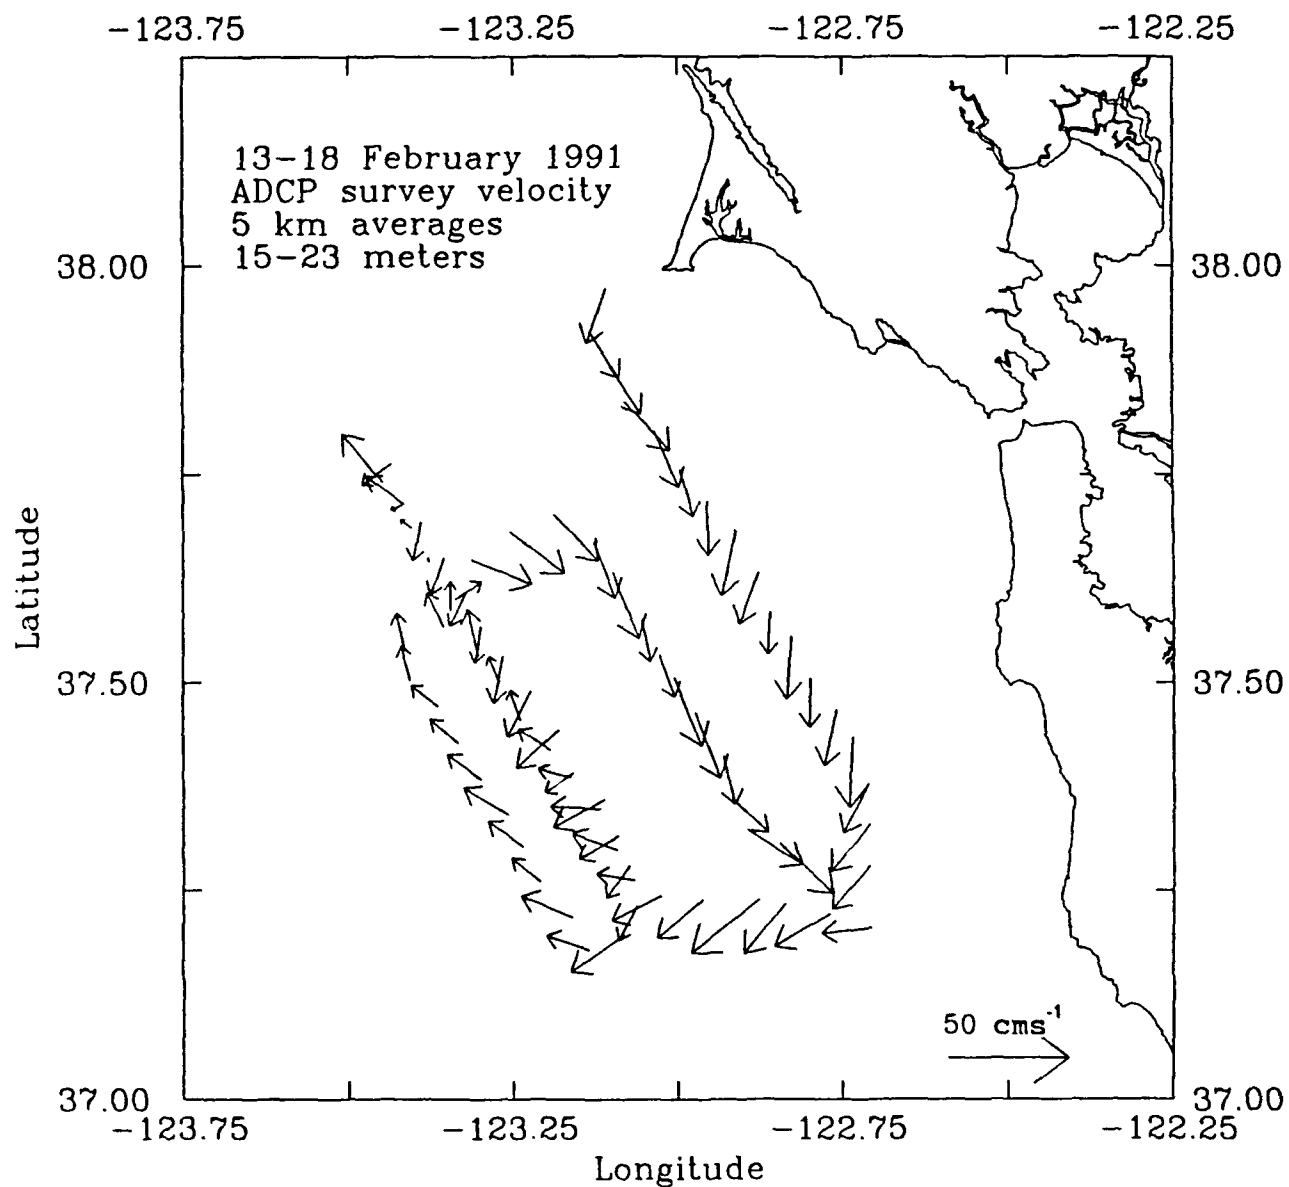 -123.75 -123.25 -122.75 -122.25
13-18 February 1991
ADCP survey velocity
5 km averages
15-23 meters
38.00 38.00
Latitude
37.50 37.50
50 cms⁻¹
37.00 37.00
-123.75 -123.25 -122.75 -122.25
Longitude